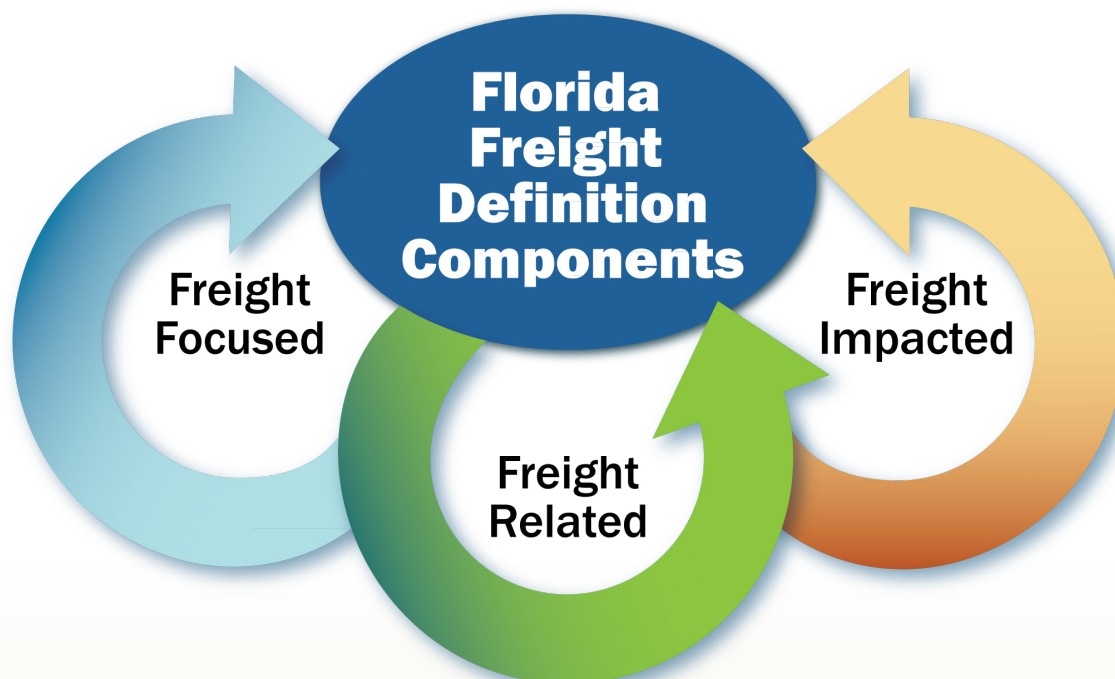 Florida
Freight
Definition
Components
Freight
Focused
Freight
Impacted
Freight
Related